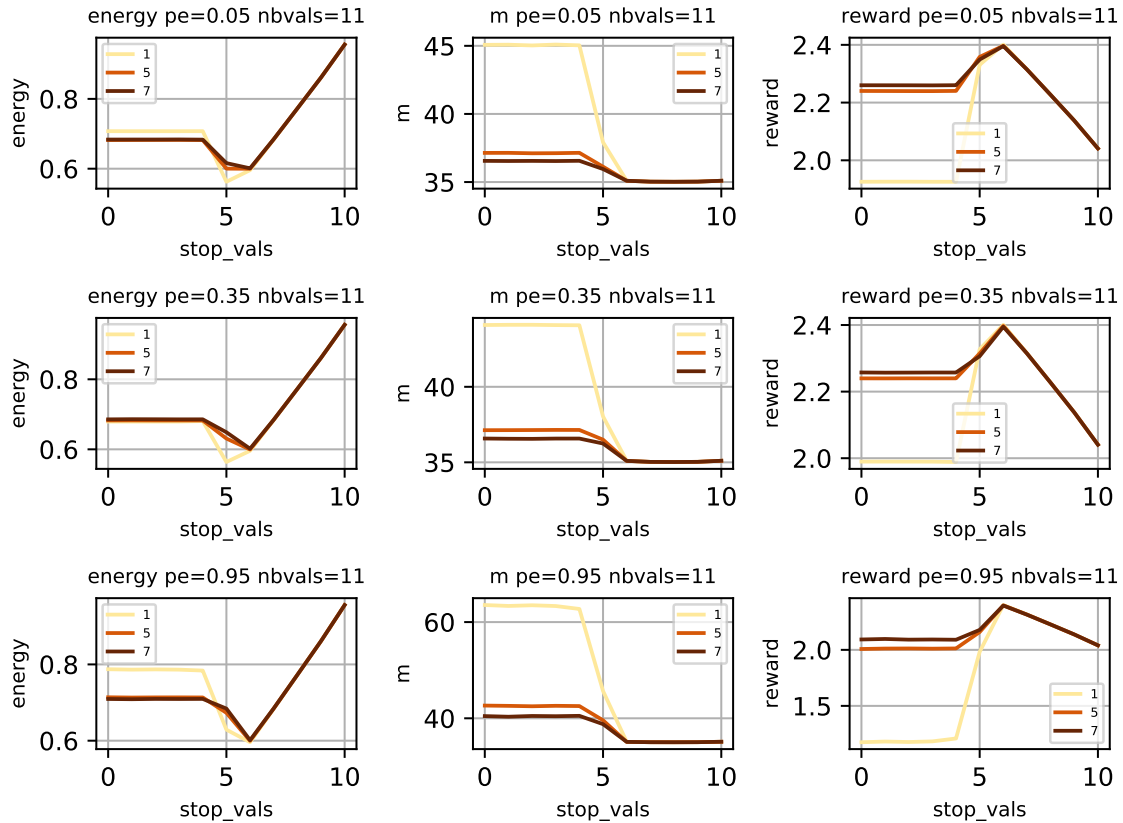 energy pe=0.05 nbvals=11
m pe=0.05 nbvals=11
reward pe=0.05 nbvals=11
energy
0.8
0.6
1
5
7
0
5
10
stop_vals
m
45
40
35
1
5
7
0
5
10
stop_vals
reward
2.4
2.2
2.0
1
5
7
0
5
10
stop_vals
energy pe=0.35 nbvals=11
m pe=0.35 nbvals=11
reward pe=0.35 nbvals=11
energy
0.8
0.6
1
5
7
0
5
10
stop_vals
m
40
35
1
5
7
0
5
10
stop_vals
reward
2.4
2.2
2.0
1
5
7
0
5
10
stop_vals
energy pe=0.95 nbvals=11
m pe=0.95 nbvals=11
reward pe=0.95 nbvals=11
energy
0.8
0.6
1
5
7
0
5
10
stop_vals
m
60
40
1
5
7
0
5
10
stop_vals
reward
2.0
1.5
1
5
7
0
5
10
stop_vals